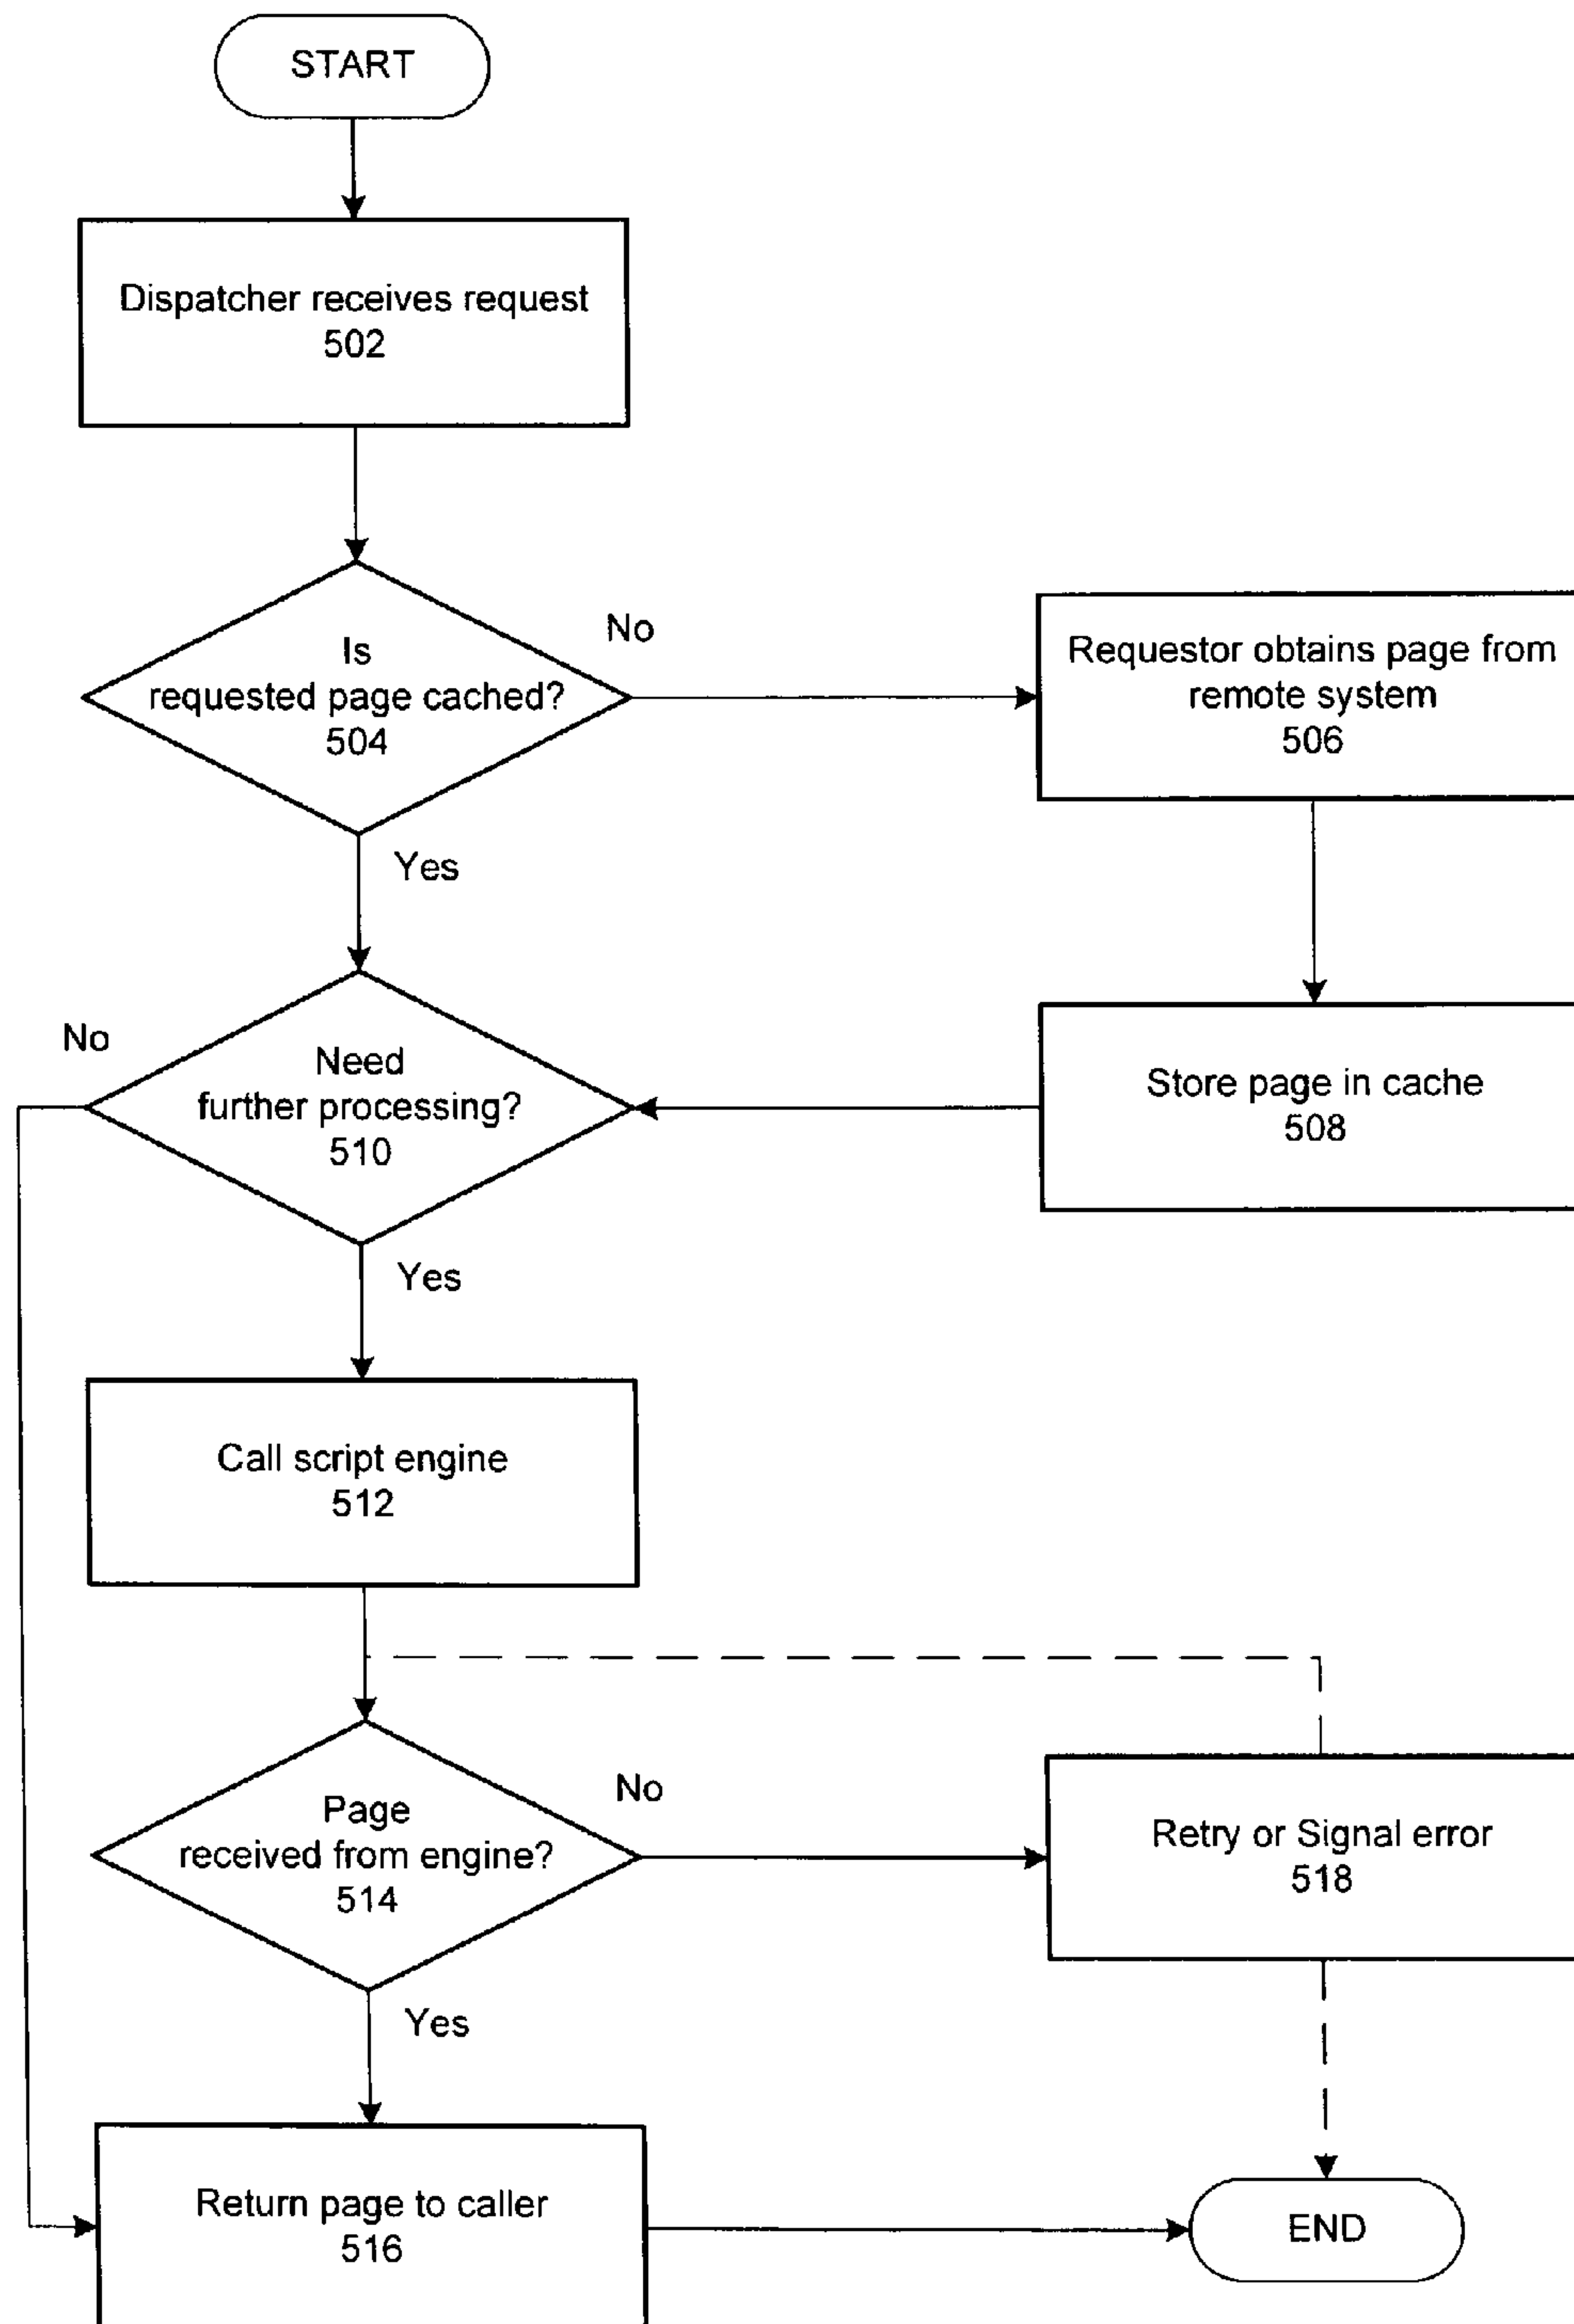 START
Dispatcher receives request
502
Is
requested page cached?
504
No
Requestor obtains page from
remote system
506
Yes
Store page in cache
508
No
Need
further processing?
510
Yes
Call script engine
512
Page
received from engine?
514
No
Retry or Signal error
518
Yes
Return page to caller
516
END